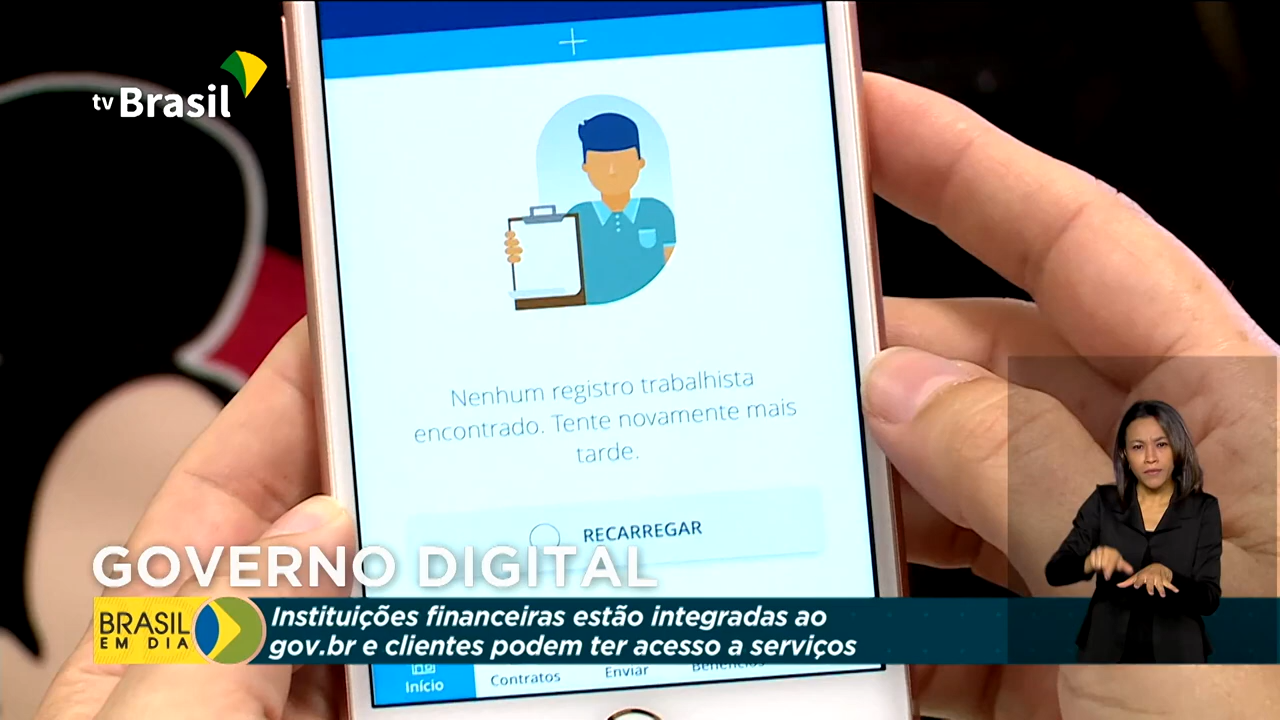 tv Brasil
Nenhum registro trabalhista
encontrado. Tente novamente mais
tarde.
RECARREGAR
GOVERNO DIGITAL
BRASIL
EM DIA
Instituições financeiras estão integradas ao
gov.br e clientes podem ter acesso a serviços
Início
Contratos
Enviar
Benefícios